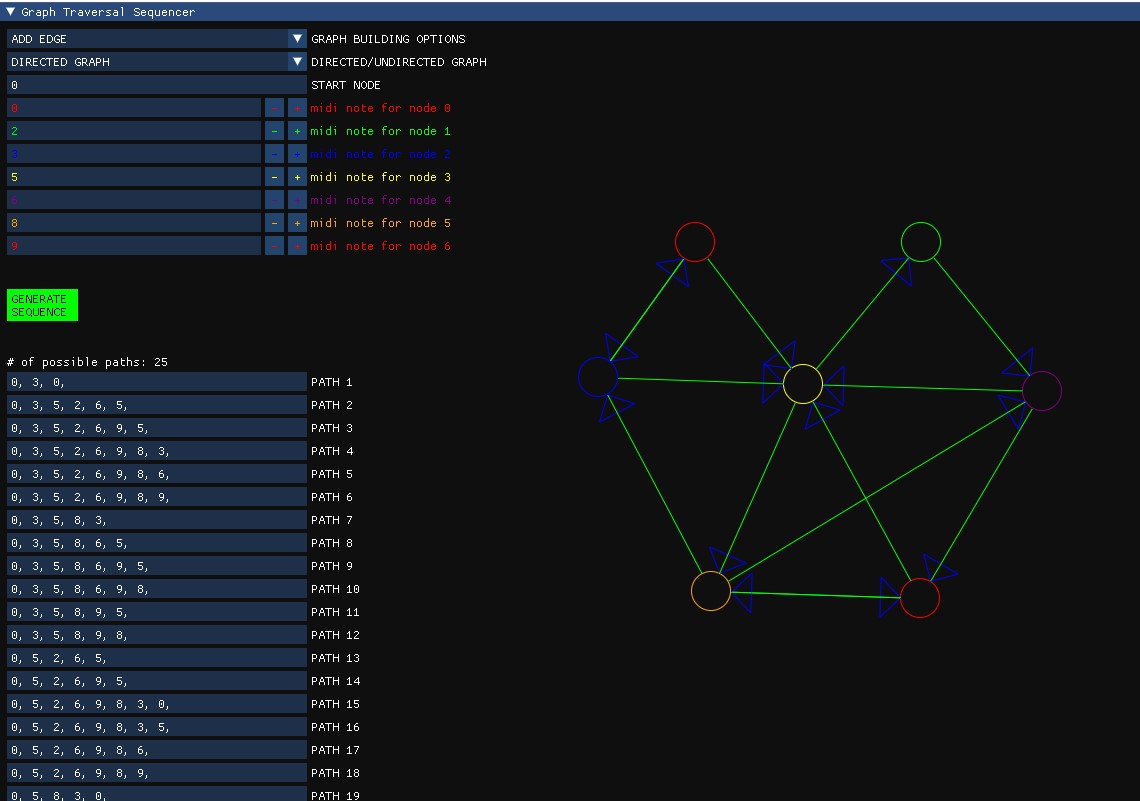 Graph Traversal Sequencer
ADD EDGE GRAPH BUILDING OPTIONS
DIRECTED GRAPH DIRECTED/UNDIRECTED GRAPH
0 START NODE
0 - + midi note for node 0
2 - + midi note for node 1
3 - + midi note for node 2
5 - + midi note for node 3
6 - + midi note for node 4
8 - + midi note for node 5
9 - + midi note for node 6
GENERATE
SEQUENCE
# of possible paths: 25
0, 3, 0, PATH 1
0, 3, 5, 2, 6, 5, PATH 2
0, 3, 5, 2, 6, 9, 5, PATH 3
0, 3, 5, 2, 6, 9, 8, 3, PATH 4
0, 3, 5, 2, 6, 9, 8, 6, PATH 5
0, 3, 5, 2, 6, 9, 8, 9, PATH 6
0, 3, 5, 8, 3, PATH 7
0, 3, 5, 8, 6, 5, PATH 8
0, 3, 5, 8, 6, 9, 5, PATH 9
0, 3, 5, 8, 6, 9, 8, PATH 10
0, 3, 5, 8, 9, 5, PATH 11
0, 3, 5, 8, 9, 8, PATH 12
0, 5, 2, 6, 5, PATH 13
0, 5, 2, 6, 9, 5, PATH 14
0, 5, 2, 6, 9, 8, 3, 0, PATH 15
0, 5, 2, 6, 9, 8, 3, 5, PATH 16
0, 5, 2, 6, 9, 8, 6, PATH 17
0, 5, 2, 6, 9, 8, 9, PATH 18
0, 5, 8, 3, 0, PATH 19